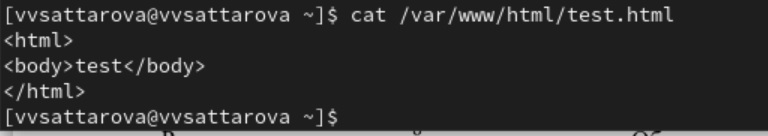 [vvsattarova@vvsattarova ~]$ cat /var/www/html/test.html
<html>
<body>test</body>
</html>
[vvsattarova@vvsattarova ~]$